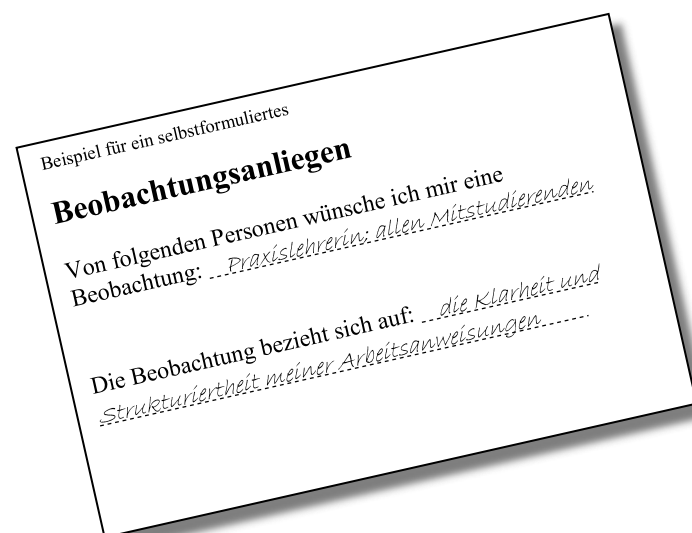 Beispiel für ein selbstformuliertes
Beobachtungsanliegen
Von folgenden Personen wünsche ich mir eine
Beobachtung: Praxislehrerin; allen Mitstudierenden
Die Beobachtung bezieht sich auf: die Klarheit und
Strukturiertheit meiner Arbeitsanweisungen